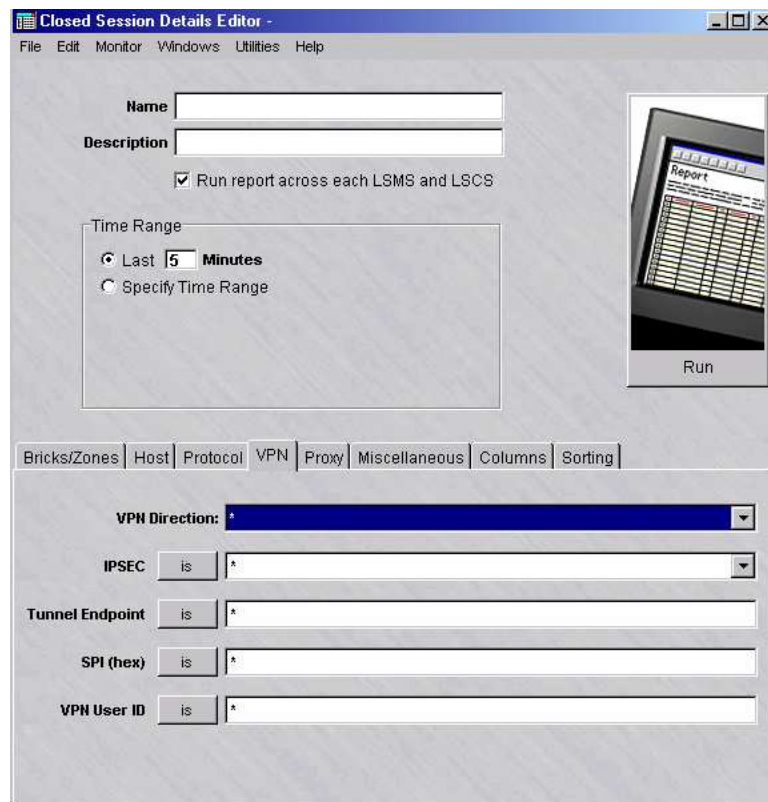 Closed Session Details Editor -
File Edit Monitor Windows Utilities Help
Name
Description
Run report across each LSMS and LSCS
Time Range
Last 5 Minutes
Specify Time Range
Report
Run
Bricks/Zones Host Protocol VPN Proxy Miscellaneous Columns Sorting
VPN Direction: *
IPSEC is *
Tunnel Endpoint is *
SPI (hex) is *
VPN User ID is *